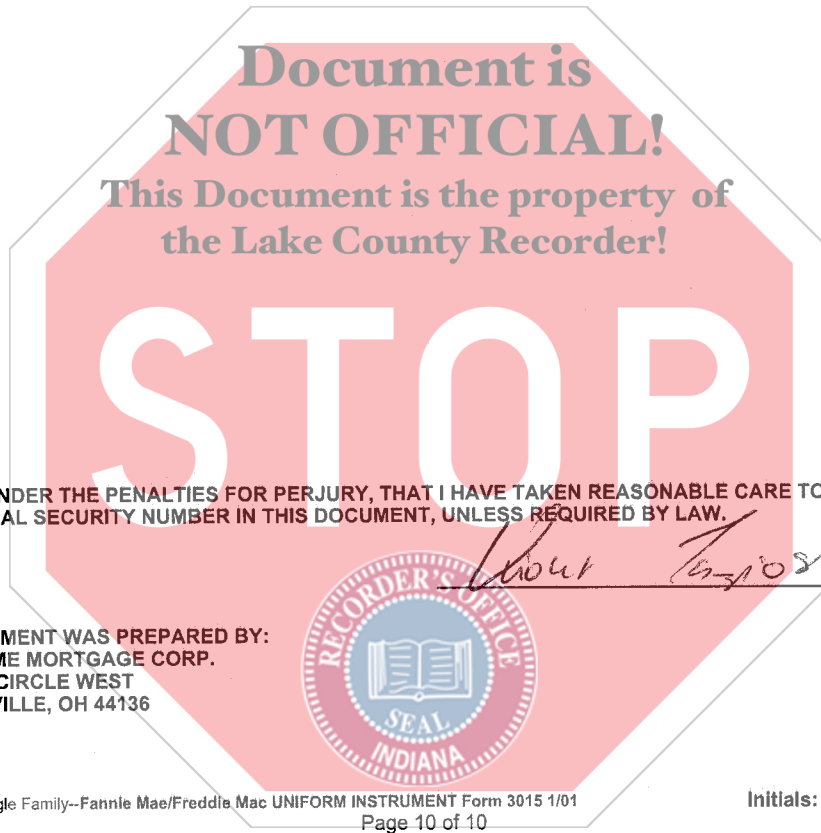 Document is
NOT OFFICIAL!
This Document is the property of
the Lake County Recorder!
STOP
NDER THE PENALTIES FOR PERJURY, THAT I HAVE TAKEN REASONABLE CARE TO
AL SECURITY NUMBER IN THIS DOCUMENT, UNLESS REQUIRED BY LAW.
RECORDER'S OFFICE
SEAL
INDIANA
MENT WAS PREPARED BY:
ME MORTGAGE CORP.
CIRCLE WEST
VILLE, OH 44136
gle Family--Fannie Mae/Freddie Mac UNIFORM INSTRUMENT Form 3015 1/01
Initials:
Page 10 of 10